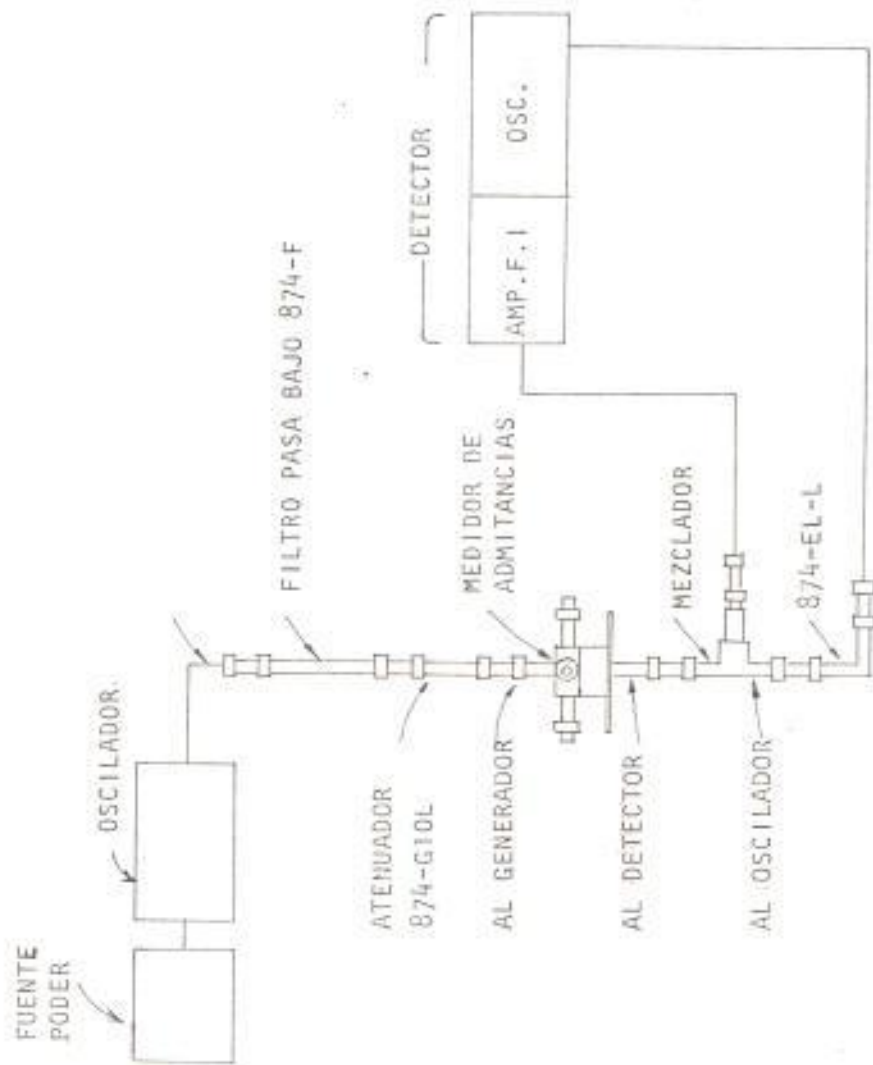 FUENTE
PODER
OSCILADOR
FILTRO PASA BAJO 874-F
ATENUADOR
874-G10L
AL GENERADOR
MEDIDOR DE
ADMITANCIAS
AL DETECTOR
MEZCLADOR
AL OSCILADOR
874-EL-L
DETECTOR
AMP.F.I
OSC.